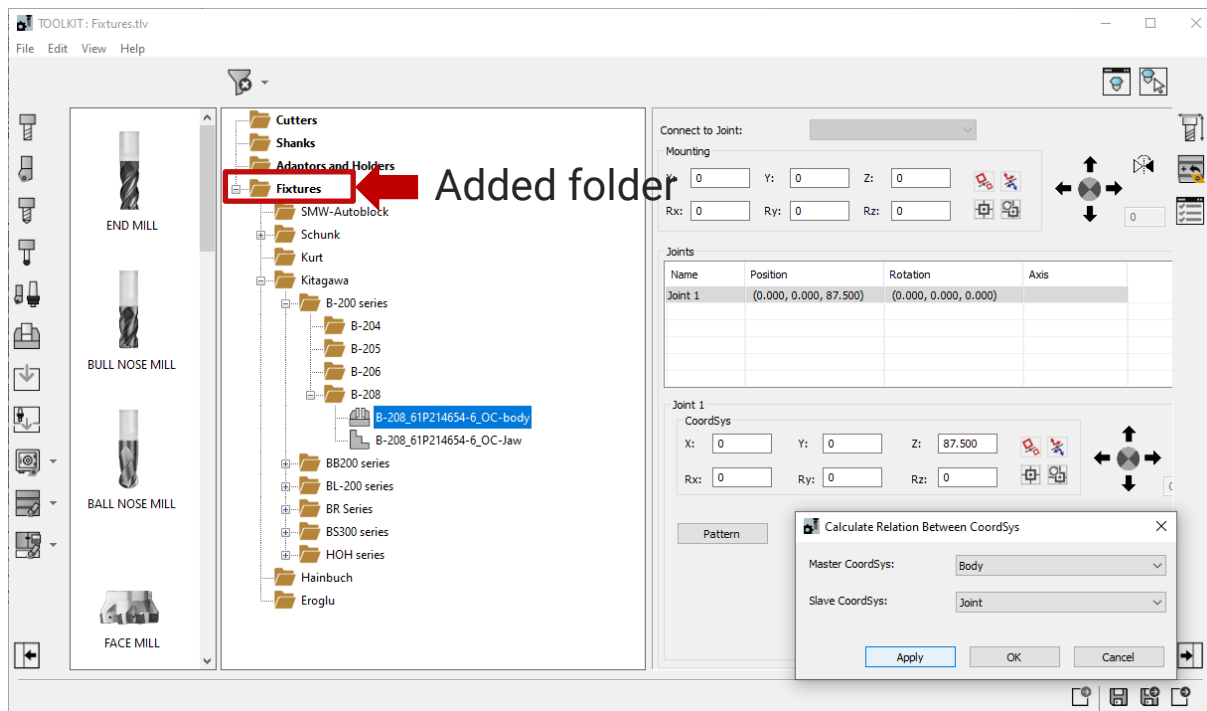 TOOLKIT : Fixtures.tlv
File Edit View Help
END MILL
BULL NOSE MILL
BALL NOSE MILL
FACE MILL
Cutters
Shanks
Adaptors and Holders
Fixtures
Added folder
SMW-Autoblock
Schunk
Kurt
Kitagawa
B-200 series
B-204
B-205
B-206
B-208
B-208_61P214654-6_OC-body
B-208_61P214654-6_OC-Jaw
BB200 series
BL-200 series
BR Series
BS300 series
HOH series
Hainbuch
Eroglu
Connect to Joint:
Mounting
X: 0 Y: 0 Z: 0
Rx: 0 Ry: 0 Rz: 0
0
Joints
Name Position Rotation Axis
Joint 1 (0.000, 0.000, 87.500) (0.000, 0.000, 0.000)
Joint 1
CoordSys
X: 0 Y: 0 Z: 87.500
Rx: 0 Ry: 0 Rz: 0
Pattern
Calculate Relation Between CoordSys
Master CoordSys: Body
Slave CoordSys: Joint
Apply OK Cancel